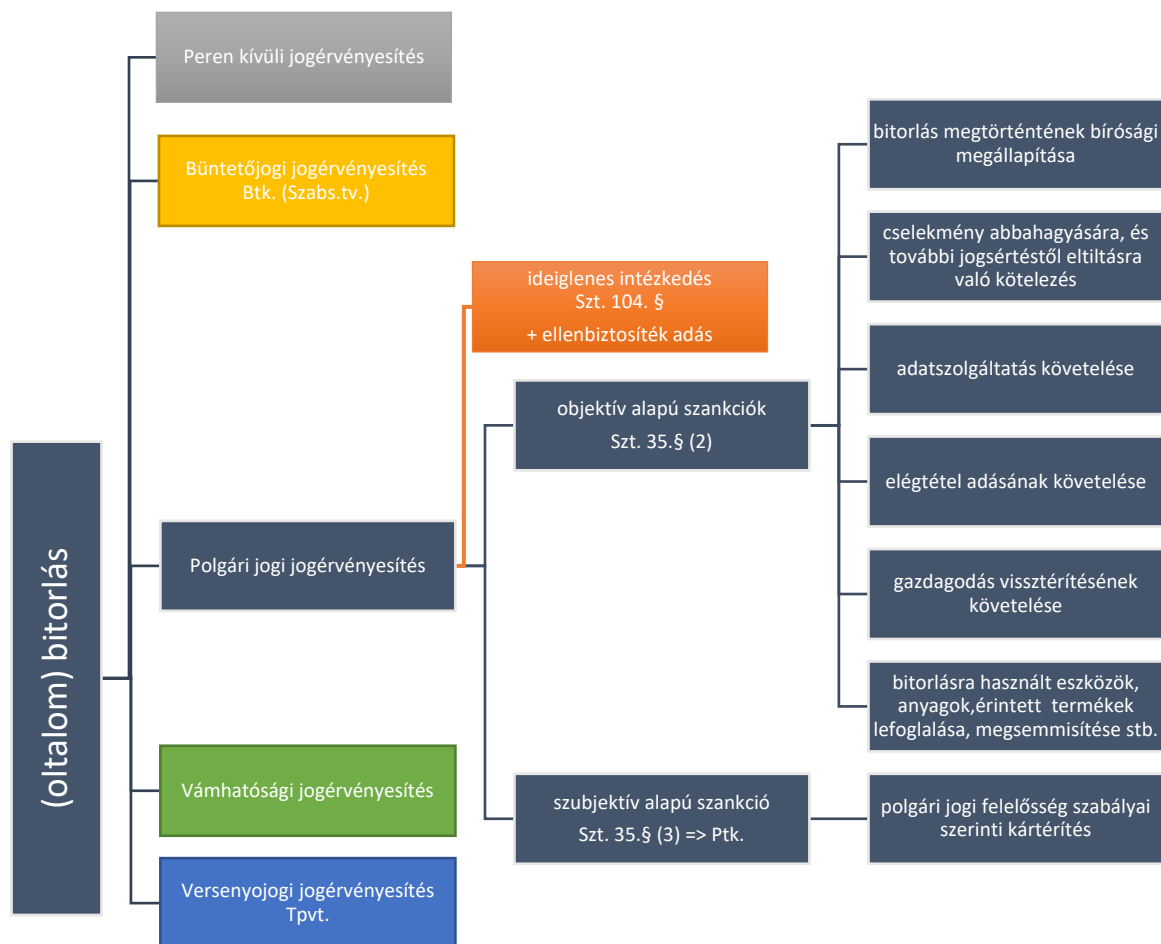 (oltalom) bitorlás
Peren kívüli jogérvényesítés
Büntetőjogi jogérvényesítés
Btk. (Szabs.tv.)
Polgári jogi jogérvényesítés
ideiglenes intézkedés
Szt. 104. §
+ ellenbiztosíték adás
objektív alapú szankciók
Szt. 35.§ (2)
bitorlás megtörténtének bírósági
megállapítása
cselekmény abbahagyására, és
további jogsértéstől eltiltásra
való kötelezés
adatszolgáltatás követelése
elégtétel adásának követelése
gazdagodás vissztérítésének
követelése
bitorlásra használt eszközök,
anyagok,érintett termékek
lefoglalása, megsemmisítése stb.
szubjektív alapú szankció
Szt. 35.§ (3) => Ptk.
polgári jogi felelősség szabályai
szerinti kártérítés
Vámhatósági jogérvényesítés
Versenyojogi jogérvényesítés
Tpvt.